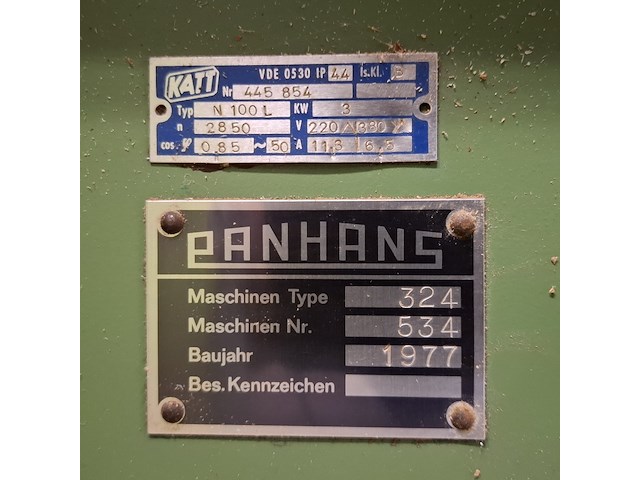 KATT VDE 0530 IP 44 Is.Kl.
Nr 445 854
Typ N 100 L KW 3
n 2850 V 220 △ 380 Y
cos. φ 0,85 ~ 50 A 11,3 6,5
PANHANS
Maschinen Type 324
Maschinen Nr. 534
Baujahr 1977
Bes. Kennzeichen